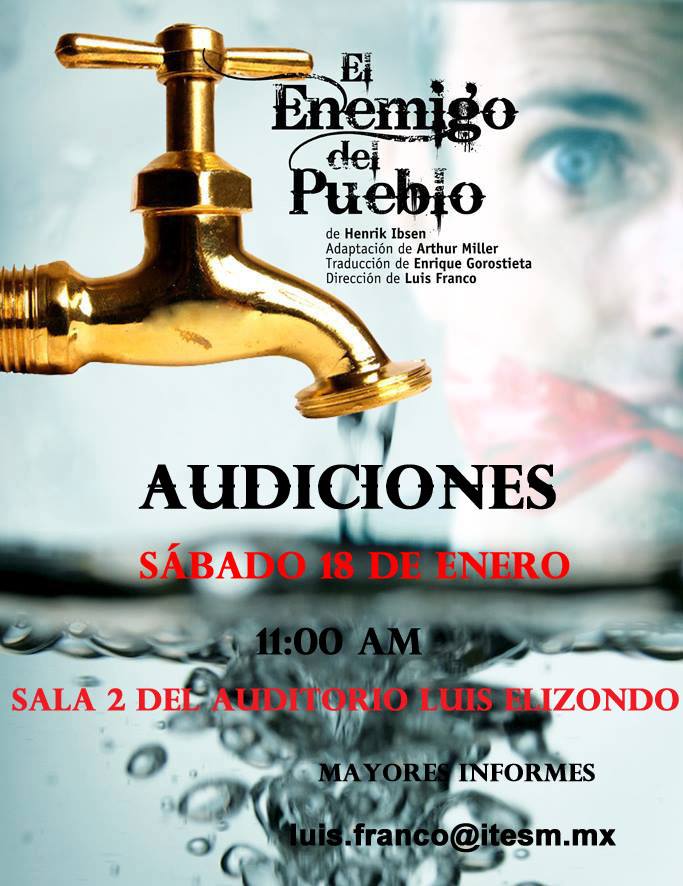 El
Enemigo
del
Pueblo
de Henrik Ibsen
Adaptación de Arthur Miller
Traducción de Enrique Gorostieta
Dirección de Luis Franco
AUDICIONES
SÁBADO 18 DE ENERO
11:00 AM
SALA 2 DEL AUDITORIO LUIS ELIZONDO
MAYORES INFORMES
luis.franco@itesm.mx